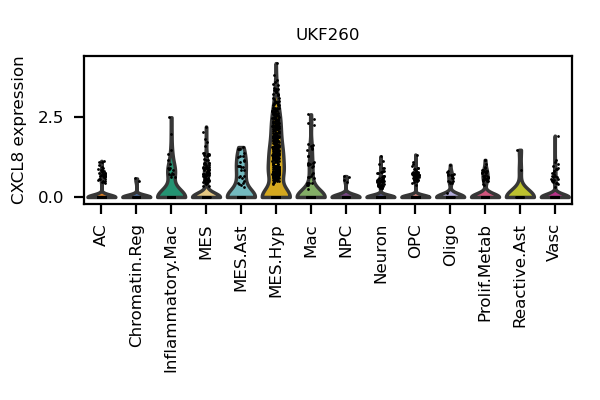 UKF260
CXCL8 expression
2.5
0.0
AC
Chromatin.Reg
Inflammatory.Mac
MES
MES.Ast
MES.Hyp
Mac
NPC
Neuron
OPC
Oligo
Prolif.Metab
Reactive.Ast
Vasc